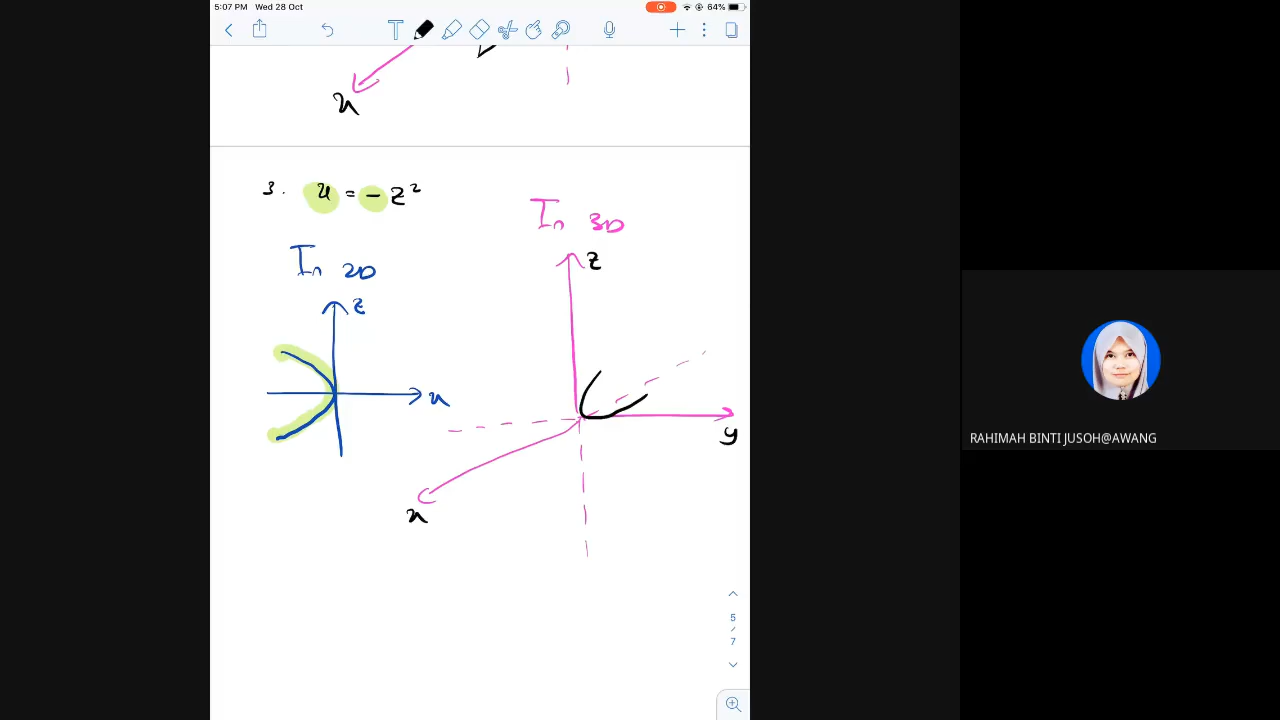 5:07 PM Wed 28 Oct
64%
x
3. x = - z²
In 2D
z
x
In 3D
z
y
x
5
/
7
RAHIMAH BINTI JUSOH@AWANG